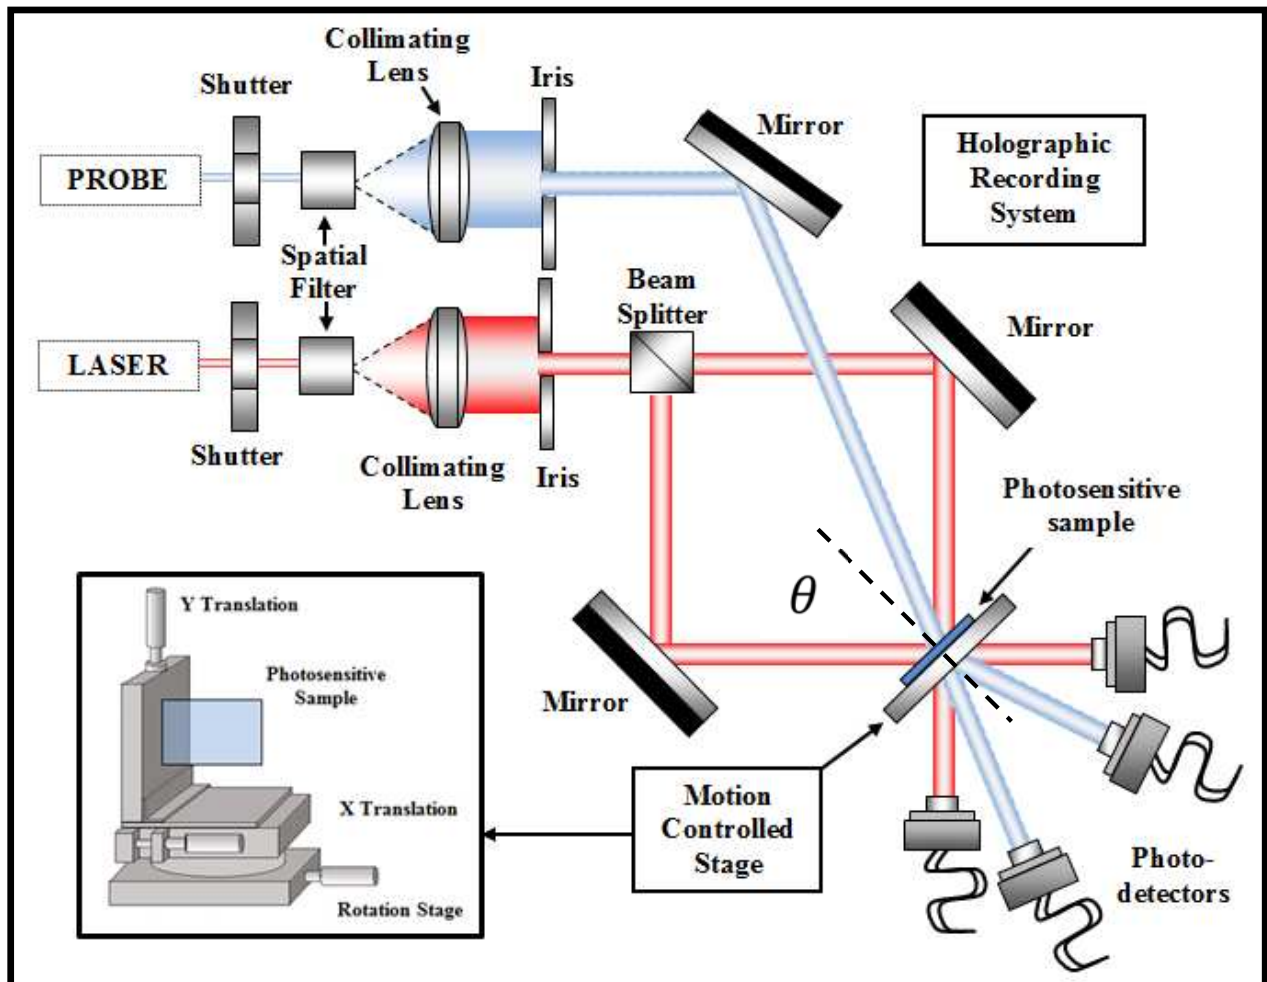 Collimating
Lens
Iris
Shutter
Mirror
Holographic
Recording
System
PROBE
Spatial
Filter
Beam
Splitter
Mirror
LASER
Shutter
Collimating
Lens
Iris
Photosensitive
sample
θ
Y Translation
Photosensitive
Sample
Mirror
X Translation
Motion
Controlled
Stage
Photo-
detectors
Rotation Stage